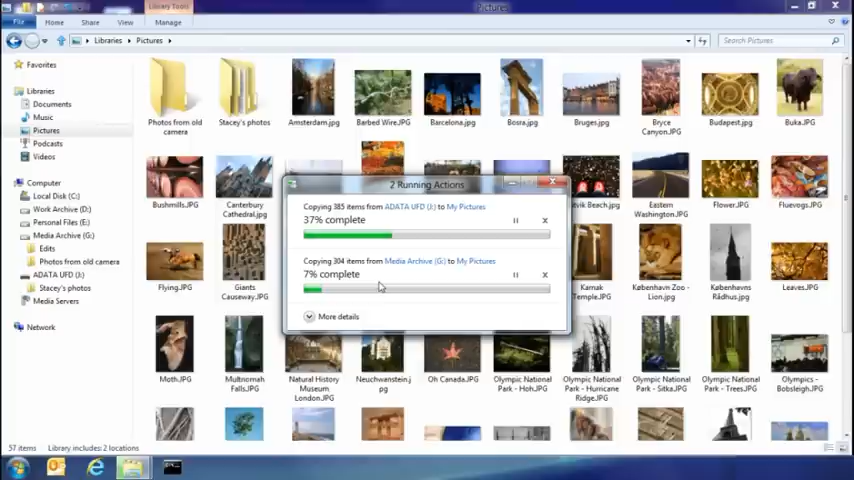 Library Tools
Pictures
File
Home
Share
View
Manage
Libraries
Pictures
Search Pictures
Favorites
Libraries
Documents
Music
Pictures
Podcasts
Videos
Computer
Local Disk (C:)
Work Archive (D:)
Personal Files (E:)
Media Archive (G:)
Edits
Photos from old camera
ADATA UFD (J:)
Stacey's photos
Media Servers
Network
Photos from old
camera
Stacey's photos
Amsterdam.jpg
Barbed Wire.JPG
Barcelona.jpg
Bosra.jpg
Bruges.jpg
Bryce
Canyon.JPG
Budapest.jpg
Buka.JPG
Bushmills.JPG
Canterbury
Cathedral.jpg
Eastern
Washington.JPG
Flower.JPG
Fluevogs.JPG
2 Running Actions
Copying 385 items from ADATA UFD (J:) to My Pictures
37% complete
Copying 304 items from Media Archive (G:) to My Pictures
7% complete
More details
Flying.JPG
Giants
Causeway.JPG
Karnak
Temple.JPG
København Zoo -
Lion.jpg
Københavns
Rådhus.jpg
Leaves.JPG
Moth.JPG
Multnomah
Falls.JPG
Natural History
Museum
London.JPG
Neuchwanstein.j
pg
Oh Canada.JPG
Olympic National
Park - Hoh.JPG
Olympic National
Park - Hurricane
Ridge.JPG
Olympic National
Park - Sitka.JPG
Olympic National
Park - Trees.JPG
Olympics -
Bobsleigh.JPG
57 items
Library includes: 2 locations